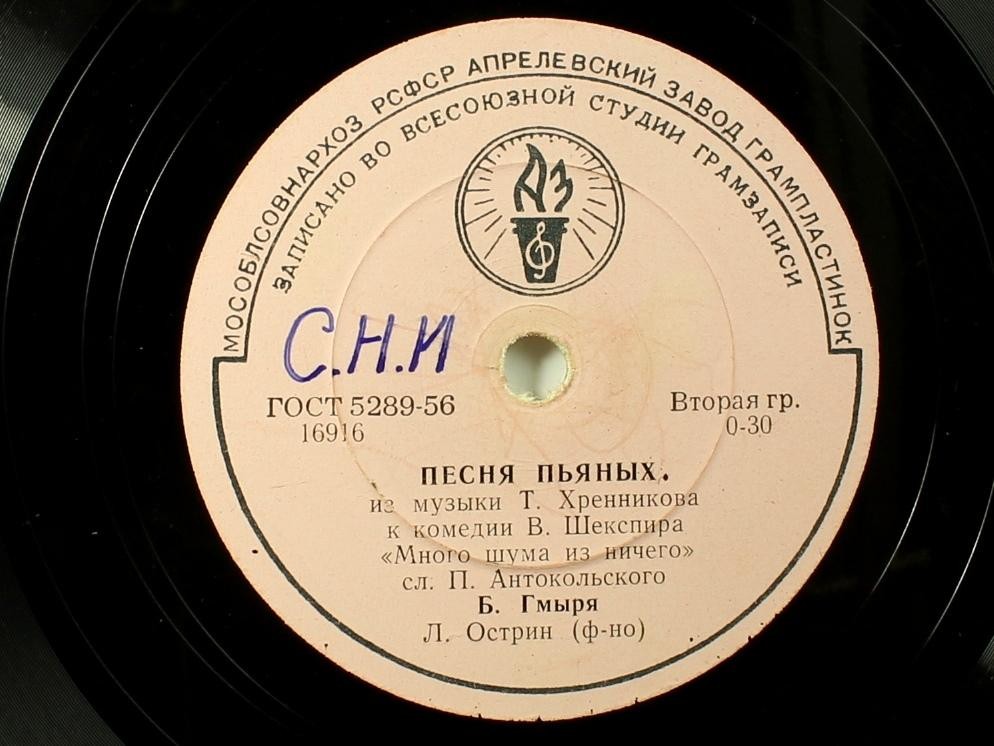 МОСОБЛСОВНАРХОЗ РСФСР АПРЕЛЕВСКИЙ ЗАВОД ГРАМПЛАСТИНОК
ЗАПИСАНО ВО ВСЕСОЮЗНОЙ СТУДИИ ГРАМЗАПИСИ
АЗ
С.Н.И
ГОСТ 5289-56
Вторая гр.
16916
0-30
ПЕСНЯ ПЬЯНЫХ.
из музыки Т. Хренникова
к комедии В. Шекспира
«Много шума из ничего»
сл. П. Антокольского
Б. Гмыря
Л. Острин (ф-но)